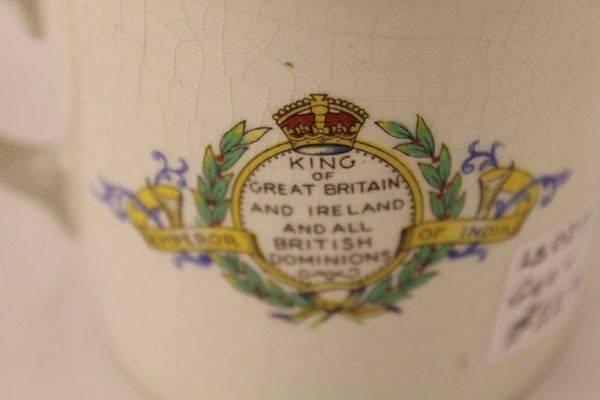 KING
OF
GREAT BRITAIN
AND IRELAND
AND ALL
BRITISH
DOMINIONS
EMPEROR OF INDIA